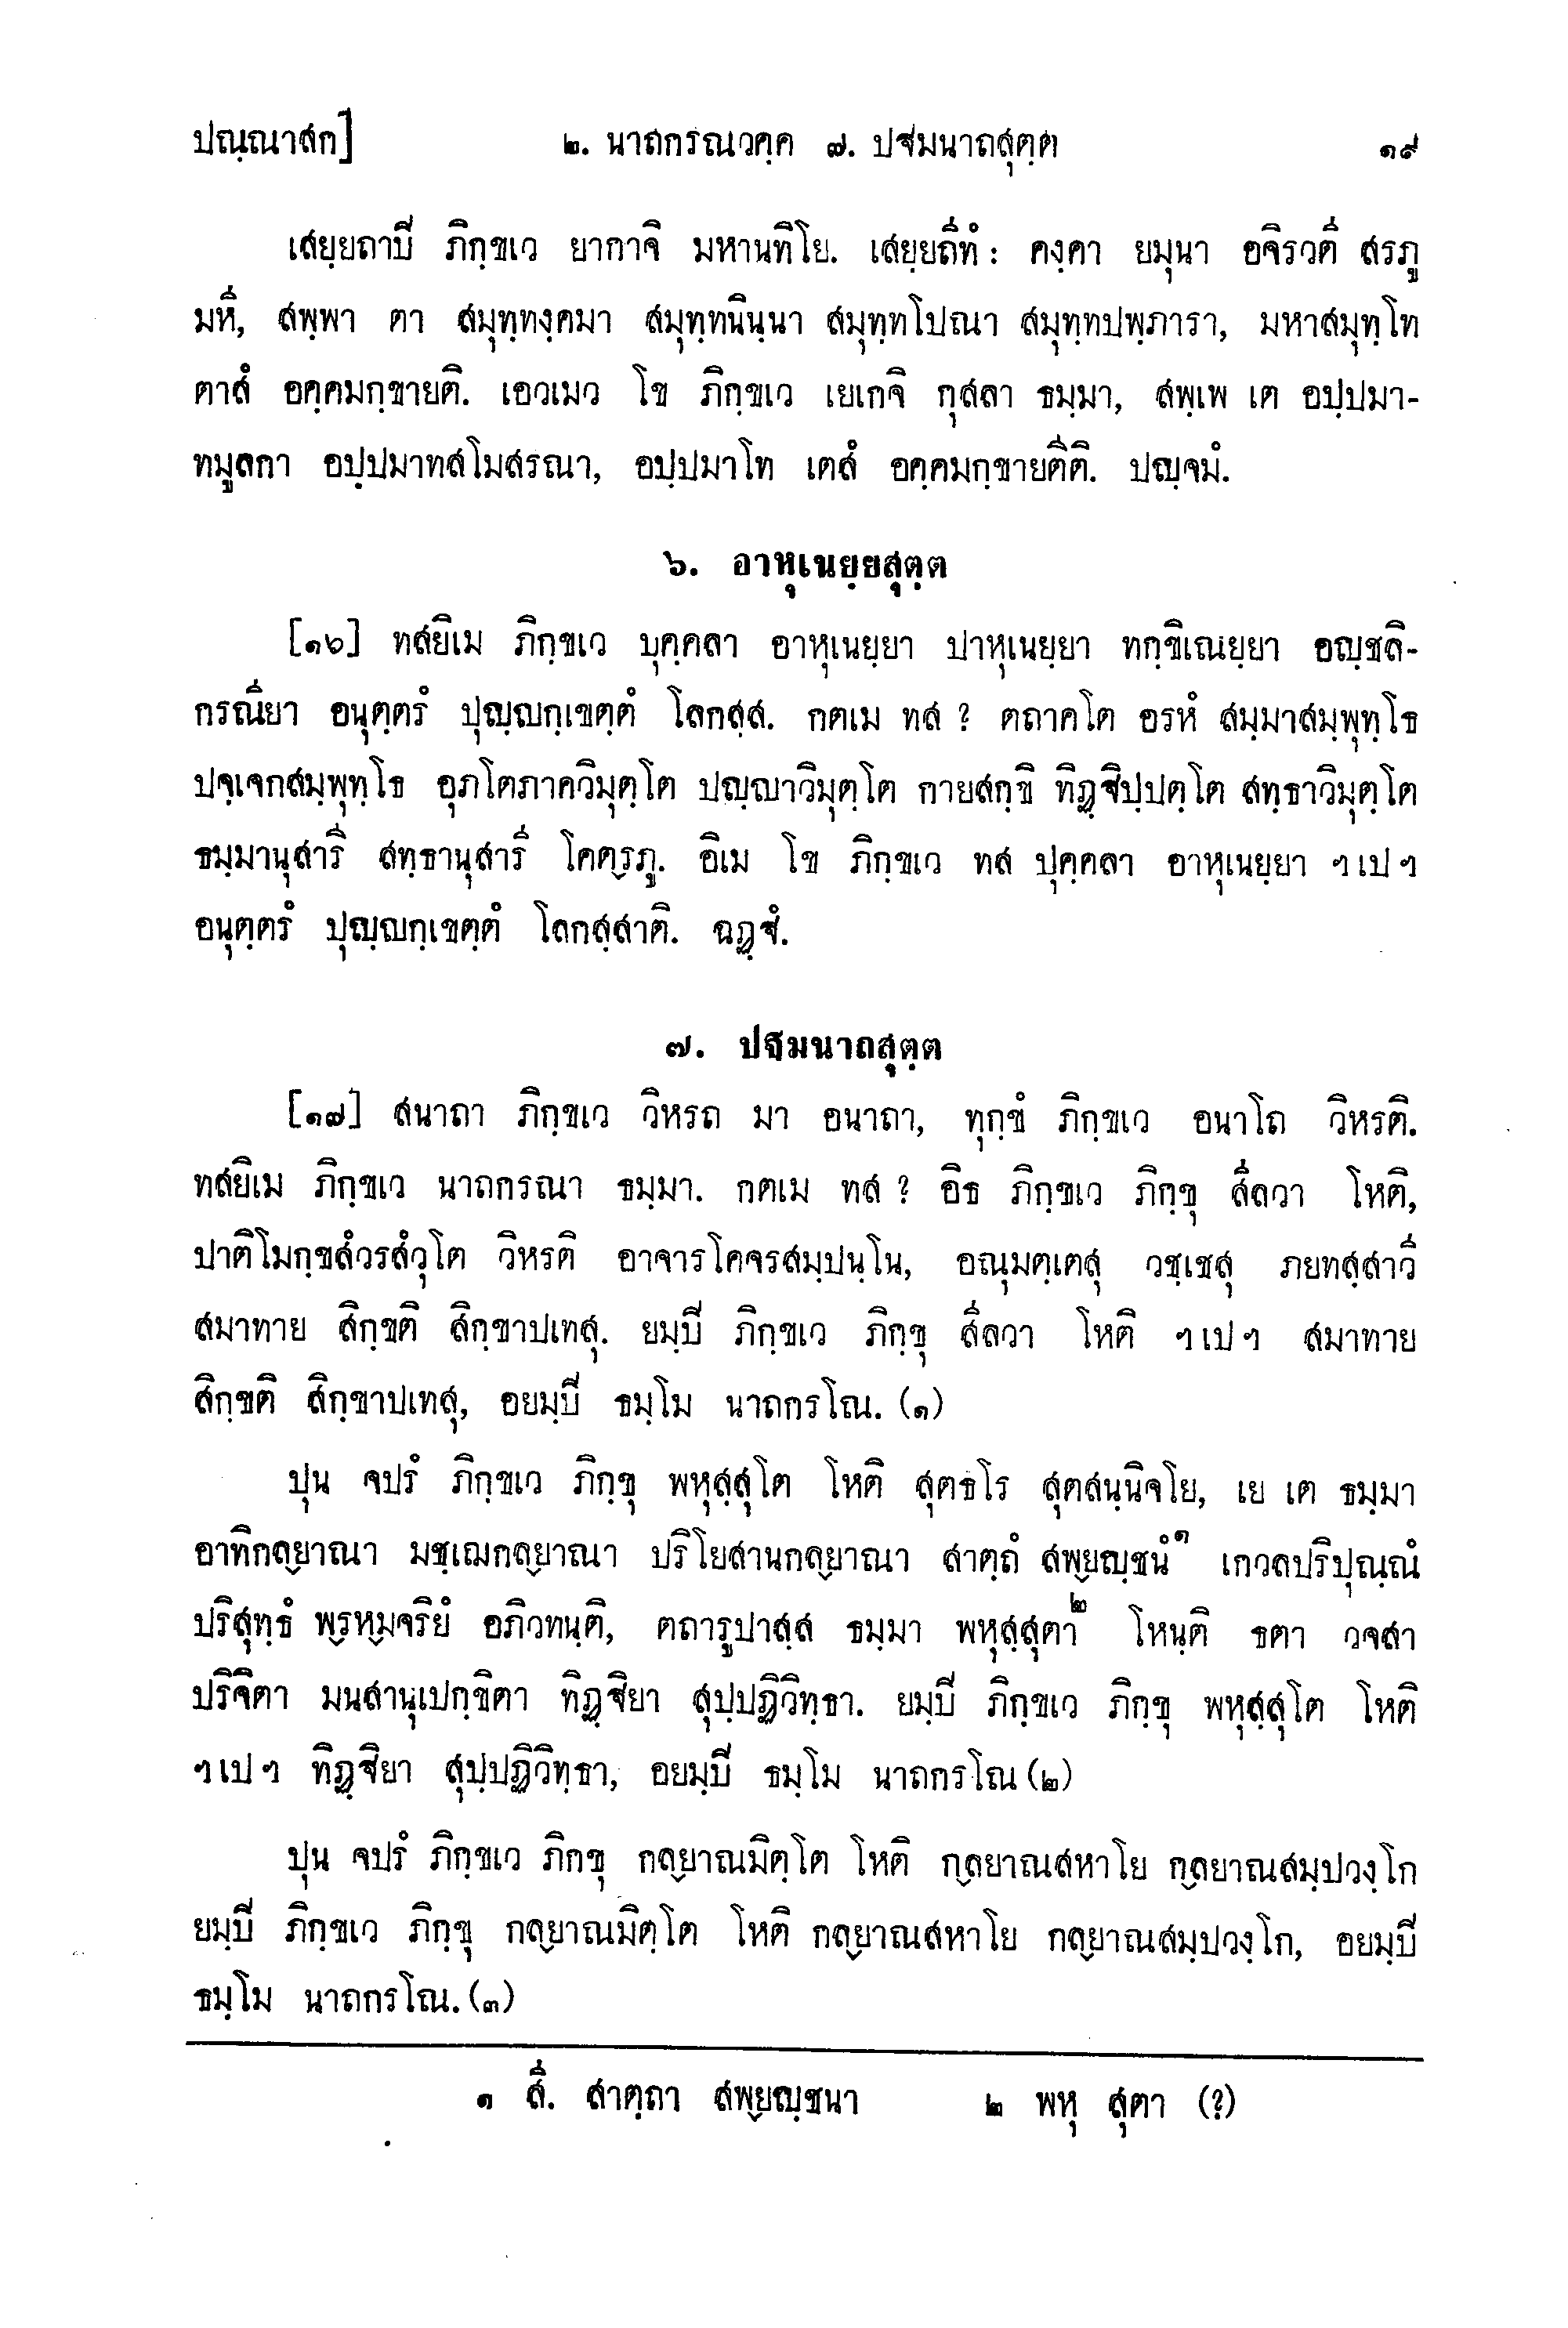 ปณฺณาสก]	๒. นาถกรณวคฺค ๗. ปฐมนาถสุตฺต	๑๙
เสยฺยถาปิ ภิกฺขเว ยากาจิ มหานทิโย. เสยฺยถีทํ : คงฺคา ยมุนา อจิรวตี สรภู
มหี, สพฺพา ตา สมุทฺทงฺคมา สมุทฺทนินฺนา สมุทฺทโปณา สมุทฺทปพฺภารา, มหาสมุทฺโท
ตาสํ อคฺคมกฺขายติ. เอวเมว โข ภิกฺขเว เยเกจิ กุสลา ธมฺมา, สพฺเพ เต อปฺปมา-
ทมูลกา อปฺปมาทสโมสรณา, อปฺปมาโท เตสํ อคฺคมกฺขายตีติ. ปญฺจมํ.
๖. อาหุเนยฺยสุตฺต
[๑๖] ทสยิเม ภิกฺขเว ปุคฺคลา อาหุเนยฺยา ปาหุเนยฺยา ทกฺขิเณยฺยา อญฺชลิ-
กรณียา อนุตฺตรํ ปุญฺญกฺเขตฺตํ โลกสฺส. กตเม ทส ? ตถาคโต อรหํ สมฺมาสมฺพุทฺโธ
ปจฺเจกสมฺพุทฺโธ อุภโตภาควิมุตฺโต ปญฺญาวิมุตฺโต กายสกฺขิ ทิฏฺฐิปฺปตฺโต สทฺธาวิมุตฺโต
ธมฺมานุสารี สทฺธานุสารี โคตฺรภู. อิเม โข ภิกฺขเว ทส ปุคฺคลา อาหุเนยฺยา ฯ เป ฯ
อนุตฺตรํ ปุญฺญกฺเขตฺตํ โลกสฺสาติ. ฉฏฺฐํ.
๗. ปฐมนาถสุตฺต
[๑๗] สนาถา ภิกฺขเว วิหรถ มา อนาถา, ทุกฺขํ ภิกฺขเว อนาโถ วิหรติ.
ทสยิเม ภิกฺขเว นาถกรณา ธมฺมา. กตเม ทส ? อิธ ภิกฺขเว ภิกฺขุ สีลวา โหติ,
ปาติโมกฺขสํวรสํวุโต วิหรติ อาจารโคจรสมฺปนฺโน, อณุมตฺเตสุ วชฺเชสุ ภยทสฺสาวี
สมาทาย สิกฺขติ สิกฺขาปเทสุ. ยมฺปิ ภิกฺขเว ภิกฺขุ สีลวา โหติ ฯ เป ฯ สมาทาย
สิกฺขติ สิกฺขาปเทสุ, อยมฺปิ ธมฺโม นาถกรโณ. (๑)
ปุน จปรํ ภิกฺขเว ภิกฺขุ พหุสฺสุโต โหติ สุตธโร สุตสนฺนิจโย, เย เต ธมฺมา
อาทิกลฺยาณา มชฺเฌกลฺยาณา ปริโยสานกลฺยาณา สาตฺถํ สพฺยญฺชนํ๑ เกวลปริปุณฺณํ
ปริสุทฺธํ พฺรหฺมจริยํ อภิวทนฺติ, ตถารูปาสฺส ธมฺมา พหุสฺสุตา๒ โหนฺติ ธตา วจสา
ปริจิตา มนสานุเปกฺขิตา ทิฏฺฐิยา สุปฺปฏิวิทฺธา. ยมฺปิ ภิกฺขเว ภิกฺขุ พหุสฺสุโต โหติ
ฯ เป ฯ ทิฏฺฐิยา สุปฺปฏิวิทฺธา, อยมฺปิ ธมฺโม นาถกรโณ (๒)
ปุน จปรํ ภิกฺขเว ภิกขุ กลฺยาณมิตฺโต โหติ กลฺยาณสหาโย กลฺยาณสมฺปวงฺโก
ยมฺปิ ภิกฺขเว ภิกฺขุ กลฺยาณมิตฺโต โหติ กลฺยาณสหาโย กลฺยาณสมฺปวงฺโก, อยมฺปิ
ธมฺโม นาถกรโณ. (๓)
๑ สี. สาตฺถา สพฺยญฺชนา	๒ พหุ สุตา (?)